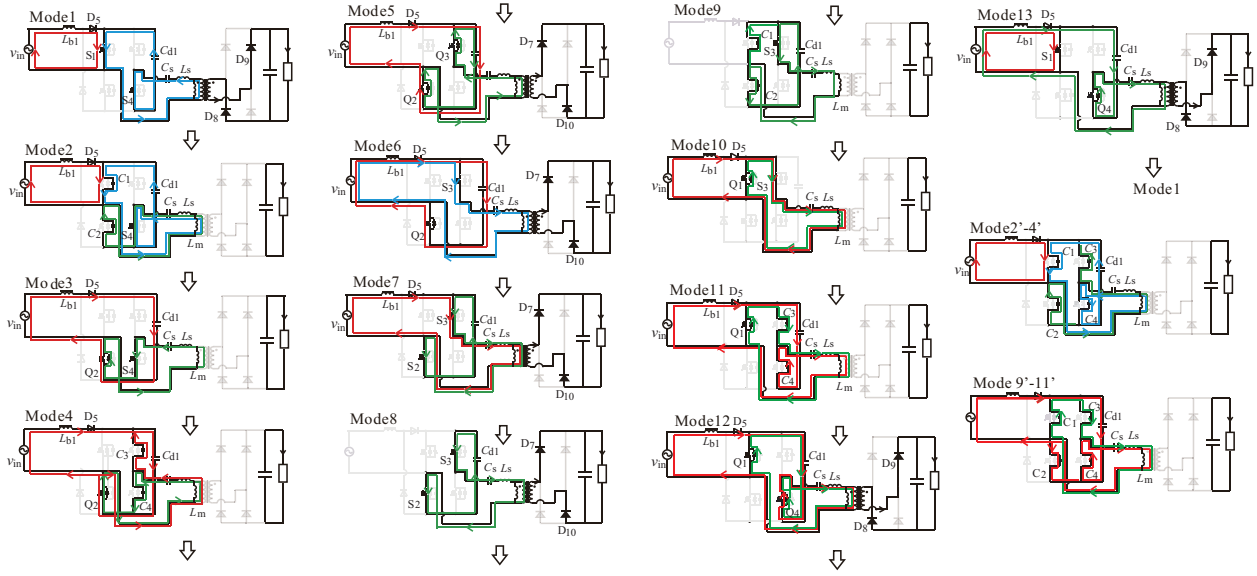 Mode1
D5
Lb1
vin
S1
Cd1
S4
Cs Ls
D9
D8
Mode2
D5
Lb1
vin
C1
Cd1
C2
S4
Cs Ls
Lm
Mode3
D5
Lb1
vin
Cd1
Cs Ls
Q2
S4
Lm
Mode4
D5
Lb1
vin
C3
Cd1
Cs Ls
Q2
C4
Lm
Mode5
D5
Lb1
vin
Q3
Cd1
Cs Ls
Q2
D7
D10
Mode6
D5
Lb1
vin
S3
Cd1
Cs Ls
Q2
D7
D10
Mode7
D5
Lb1
vin
S3
Cd1
Cs Ls
S2
D7
D10
Mode8
S3
Cd1
Cs Ls
S2
D7
D10
Mode9
C1
S3
Cd1
Cs Ls
C2
Lm
Mode10
D5
Lb1
vin
Q1
S3
Cd1
Cs Ls
Lm
Mode11
D5
Lb1
vin
Q1
C3
Cd1
Cs Ls
C4
Lm
Mode12
D5
Lb1
vin
Q1
Cd1
Cs Ls
Q4
D9
D8
Mode13
D5
Lb1
vin
S1
Cd1
Cs Ls
Q4
D9
D8
Mode1
Mode2’-4’
vin
C1
C3
Cd1
Cs Ls
C2
C4
Lm
Mode 9’-11’
vin
C1
C3
Cd1
Cs Ls
C2
C4
Lm